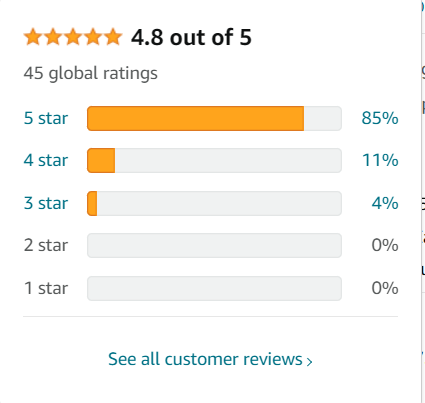 4.8 out of 5
45 global ratings
5 star 85%
4 star 11%
3 star 4%
2 star 0%
1 star 0%
See all customer reviews ›